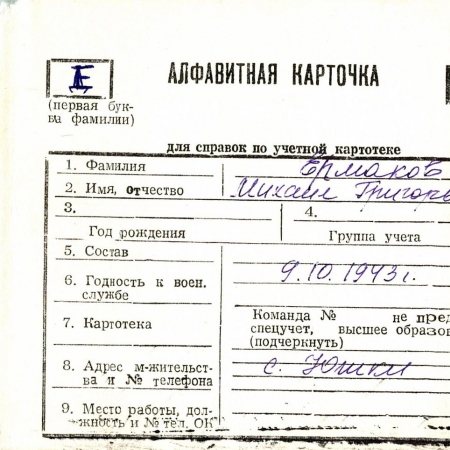 Е
АЛФАВИТНАЯ КАРТОЧКА
(первая бук-
ва фамилии)
для справок по учетной картотеке
1. Фамилия Ермаков
2. Имя, отчество Михаил Григорь
3. 4.
Год рождения Группа учета
5. Состав
6. Годность к воен. 9.10.1943г.
службе
Команда № не пред
7. Картотека спецучет, высшее образов
(подчеркнуть)
8. Адрес м-жительст- с. Юшки
ва и № телефона
9. Место работы, дол-
жность и № тел. ОК